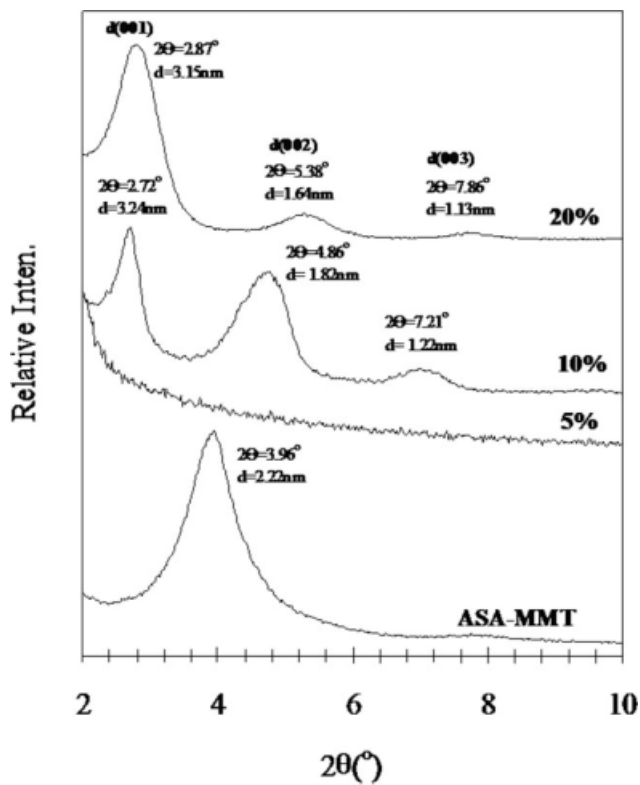 d(001)
2Θ=2.87°
d=3.15nm
d(002)
2Θ=5.38°
d=1.64nm
d(003)
2Θ=7.86°
d=1.13nm
20%
2Θ=2.72°
d=3.24nm
2Θ=4.86°
d= 1.82nm
2Θ=7.21°
d= 1.22nm
10%
5%
2Θ=3.96°
d=2.22nm
ASA-MMT
Relative Inten.
2 4 6 8 10
2θ(°)